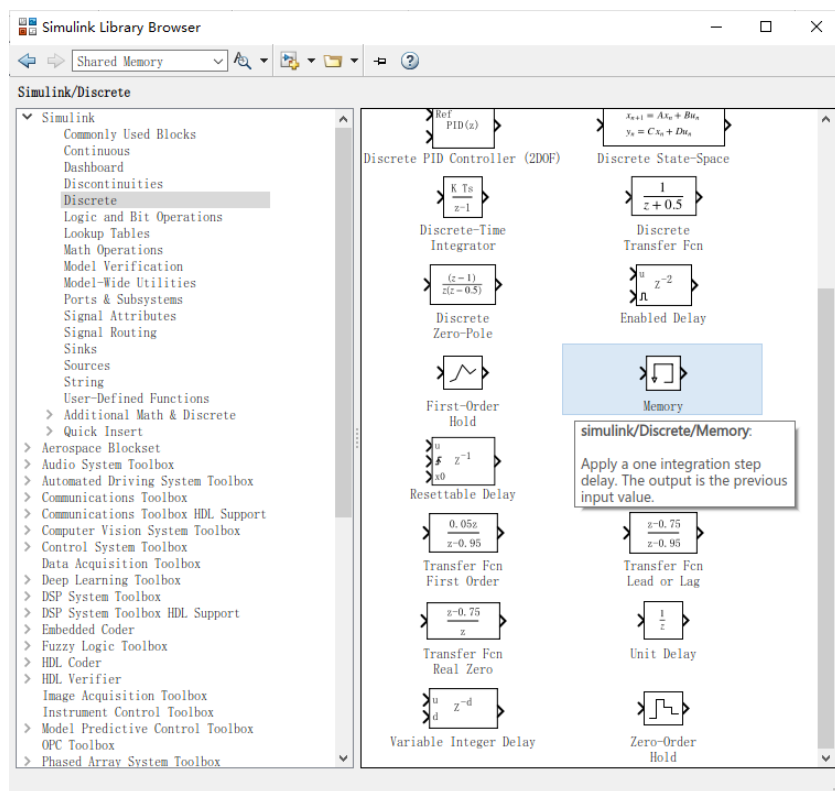 Simulink Library Browser
Shared Memory
Simulink/Discrete
Simulink
Commonly Used Blocks
Continuous
Dashboard
Discontinuities
Discrete
Logic and Bit Operations
Lookup Tables
Math Operations
Model Verification
Model-Wide Utilities
Ports & Subsystems
Signal Attributes
Signal Routing
Sinks
Sources
String
User-Defined Functions
Additional Math & Discrete
Quick Insert
Aerospace Blockset
Audio System Toolbox
Automated Driving System Toolbox
Communications Toolbox
Communications Toolbox HDL Support
Computer Vision System Toolbox
Control System Toolbox
Data Acquisition Toolbox
Deep Learning Toolbox
DSP System Toolbox
DSP System Toolbox HDL Support
Embedded Coder
Fuzzy Logic Toolbox
HDL Coder
HDL Verifier
Image Acquisition Toolbox
Instrument Control Toolbox
Model Predictive Control Toolbox
OPC Toolbox
Phased Array System Toolbox
Ref
PID(z)
Discrete PID Controller (2DOF)
xₙ₊₁ = Axₙ + Buₙ
yₙ = Cxₙ + Duₙ
Discrete State-Space
K Ts
z-1
Discrete-Time
Integrator
1
z + 0.5
Discrete
Transfer Fcn
(z − 1)
z(z − 0.5)
Discrete
Zero-Pole
u
z⁻²
Enabled Delay
First-Order
Hold
Memory
simulink/Discrete/Memory:
Apply a one integration step
delay. The output is the previous
input value.
u
z⁻¹
x0
Resettable Delay
0.05z
z-0.95
Transfer Fcn
First Order
z-0.75
z-0.95
Transfer Fcn
Lead or Lag
z-0.75
z
Transfer Fcn
Real Zero
1
z
Unit Delay
u
z⁻ᵈ
d
Variable Integer Delay
Zero-Order
Hold